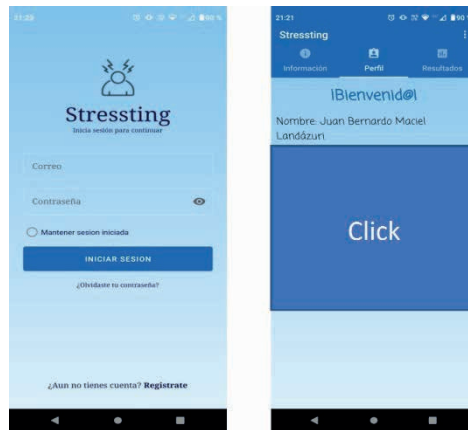 Stressting
Inicia sesión para continuar
Correo
Contraseña
Mantener sesion iniciada
INICIAR SESION
¿Olvidaste tu contraseña?
¿Aun no tienes cuenta? Registrate
21:21
Stressting
Información
Perfil
Resultados
¡Bienvenid@!
Nombre: Juan Bernardo Maciel
Landázuri
Click